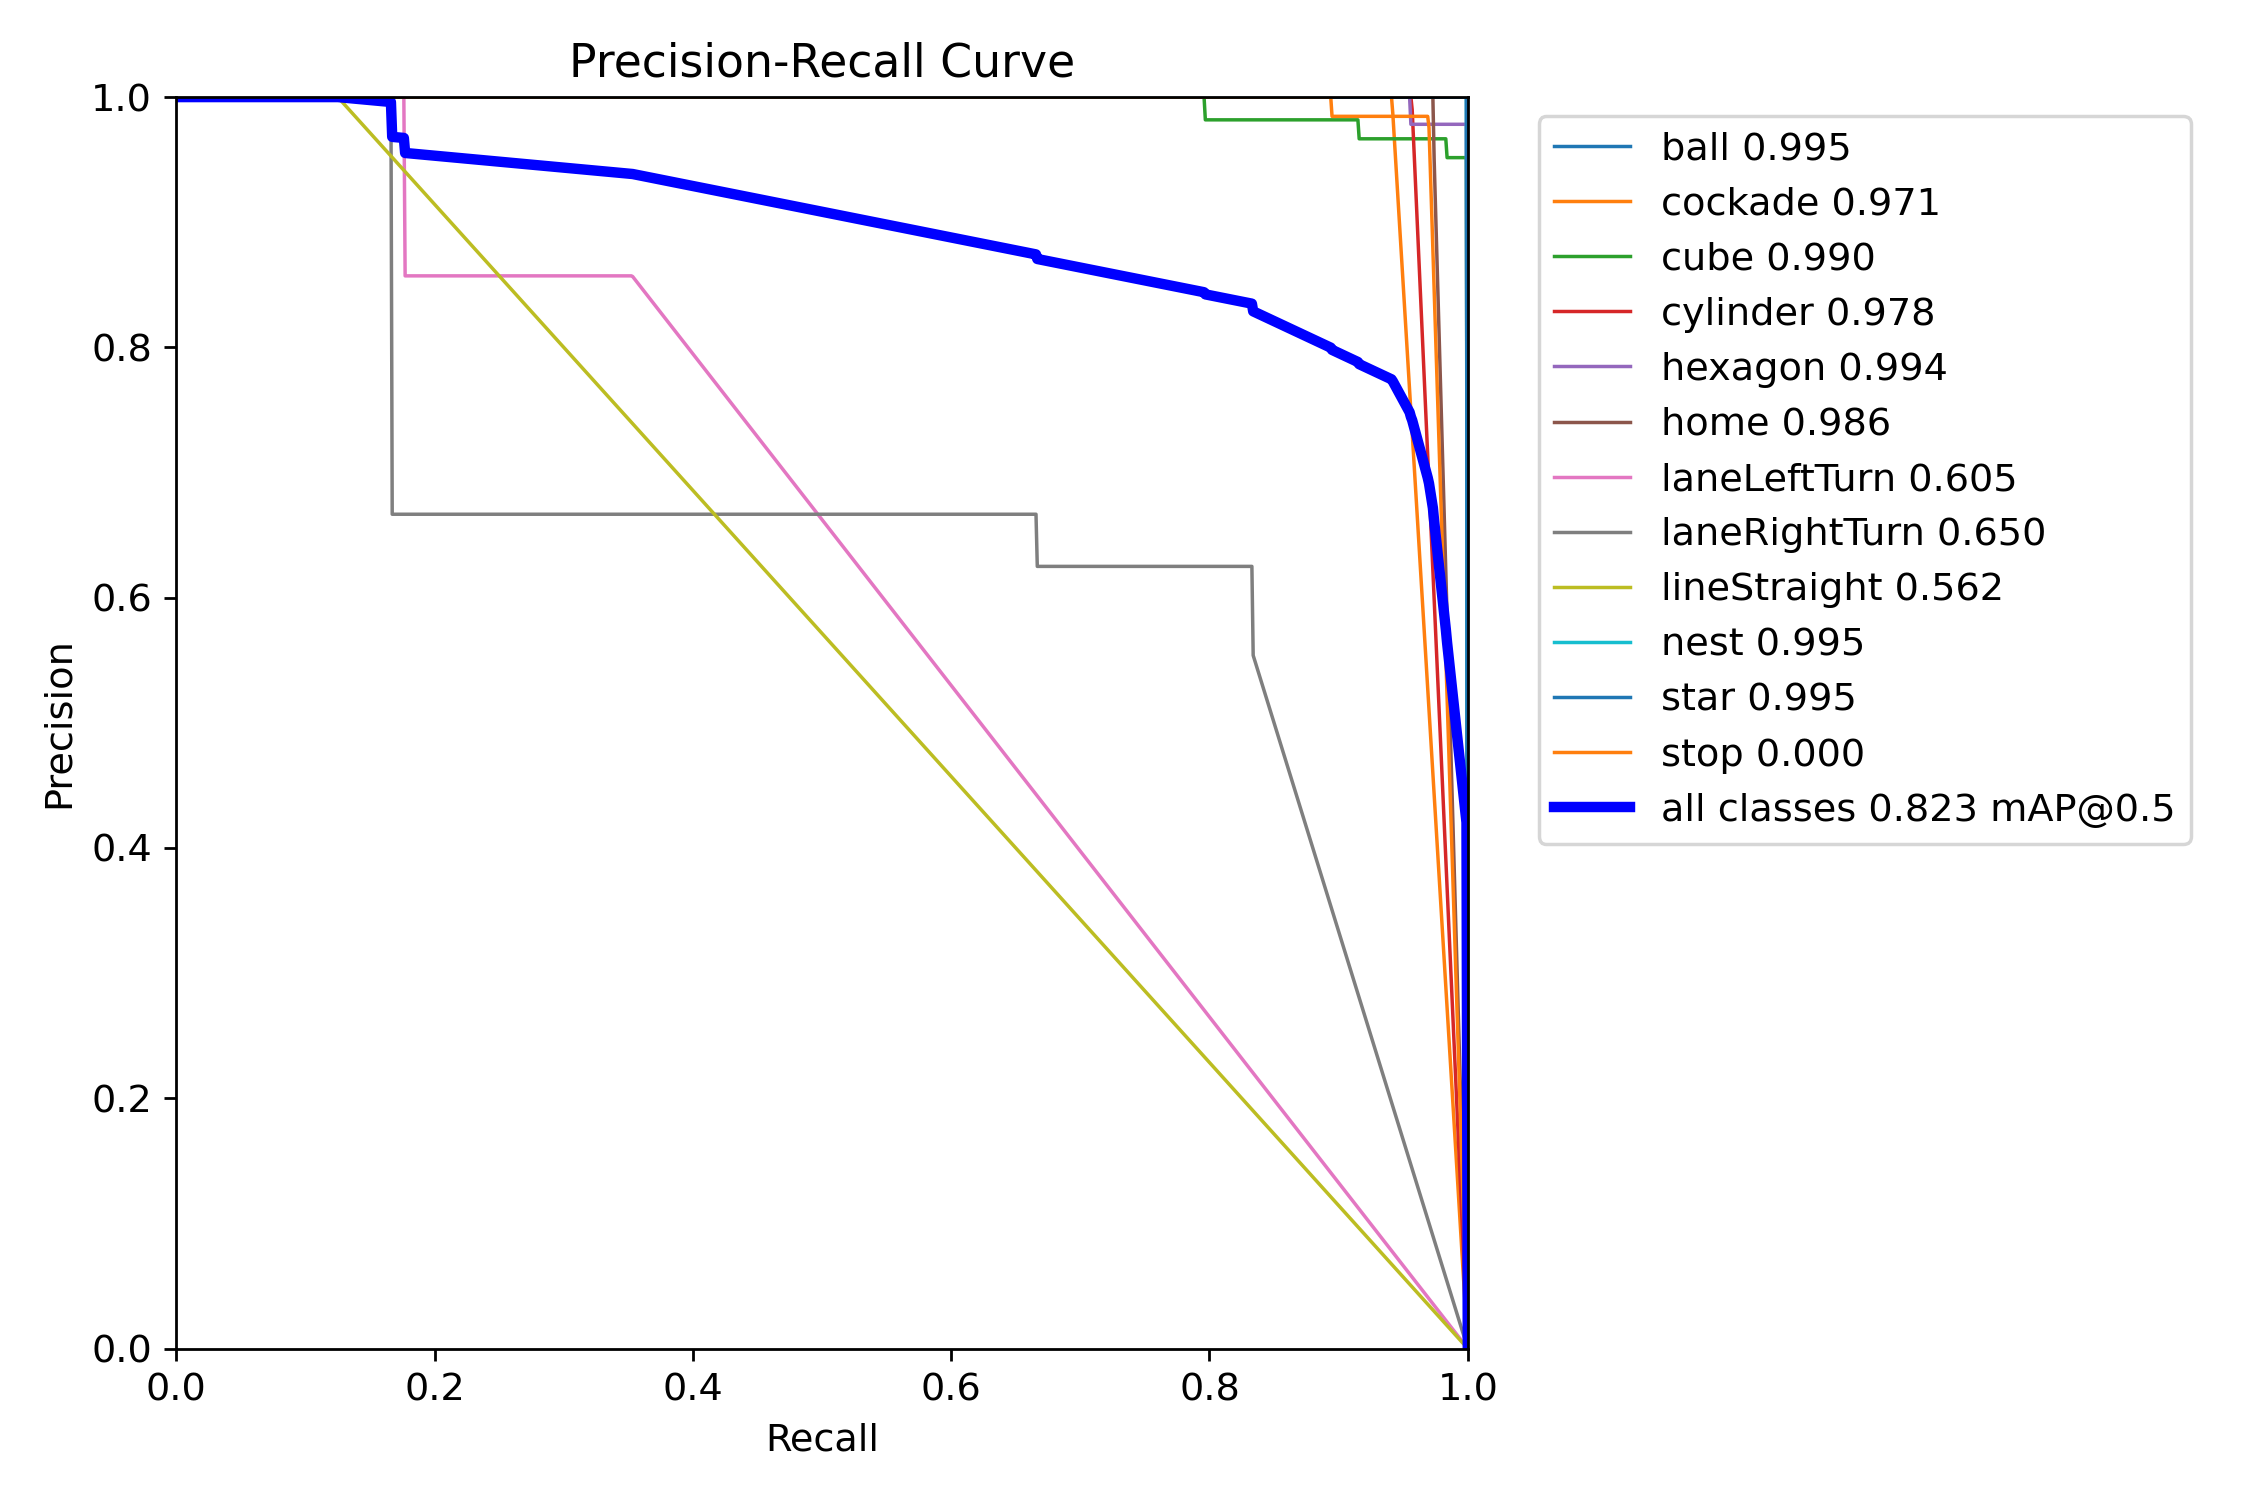 Precision-Recall Curve
1.0
0.8
0.6
0.4
0.2
0.0
Precision
0.0 0.2 0.4 0.6 0.8 1.0
Recall
ball 0.995
cockade 0.971
cube 0.990
cylinder 0.978
hexagon 0.994
home 0.986
laneLeftTurn 0.605
laneRightTurn 0.650
lineStraight 0.562
nest 0.995
star 0.995
stop 0.000
all classes 0.823 mAP@0.5